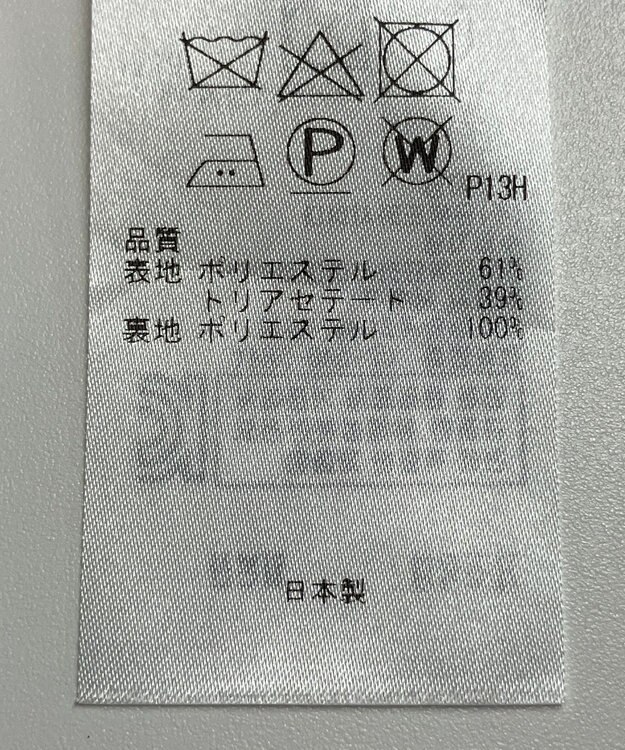 P W P13H
品質
表地 ポリエステル 61%
トリアセテート 39%
裏地 ポリエステル 100%
日本製